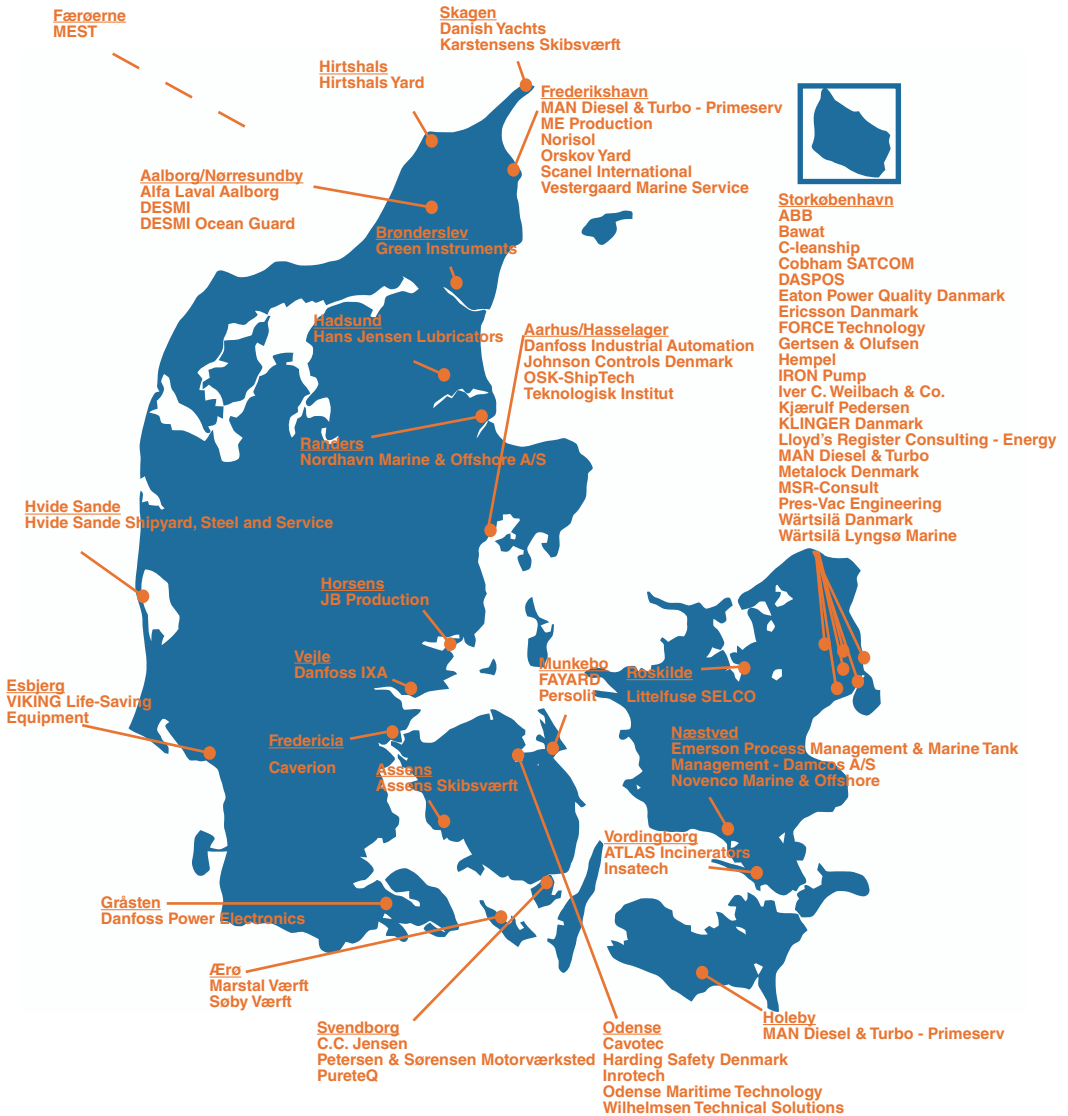 Færøerne
MEST
Skagen
Danish Yachts
Karstensens Skibsværft
Hirtshals
Hirtshals Yard
Frederikshavn
MAN Diesel & Turbo - Primeserv
ME Production
Norisol
Orskov Yard
Scanel International
Vestergaard Marine Service
Aalborg/Nørresundby
Alfa Laval Aalborg
DESMI
DESMI Ocean Guard
Brønderslev
Green Instruments
Storkøbenhavn
ABB
Bawat
C-leanship
Cobham SATCOM
DASPOS
Eaton Power Quality Danmark
Ericsson Danmark
FORCE Technology
Gertsen & Olufsen
Hempel
IRON Pump
Iver C. Weilbach & Co.
Kjærulf Pedersen
KLINGER Danmark
Lloyd's Register Consulting - Energy
MAN Diesel & Turbo
Metalock Denmark
MSR-Consult
Pres-Vac Engineering
Wärtsilä Danmark
Wärtsilä Lyngsø Marine
Hadsund
Hans Jensen Lubricators
Aarhus/Hasselager
Danfoss Industrial Automation
Johnson Controls Denmark
OSK-ShipTech
Teknologisk Institut
Randers
Nordhavn Marine & Offshore A/S
Hvide Sande
Hvide Sande Shipyard, Steel and Service
Horsens
JB Production
Vejle
Danfoss IXA
Munkebo
FAYARD
Persolit
Roskilde
Littelfuse SELCO
Esbjerg
VIKING Life-Saving
Equipment
Fredericia
Caverion
Næstved
Emerson Process Management & Marine Tank
Management - Damcos A/S
Novenco Marine & Offshore
Assens
Assens Skibsværft
Vordingborg
ATLAS Incinerators
Insatech
Gråsten
Danfoss Power Electronics
Ærø
Marstal Værft
Søby Værft
Svendborg
C.C. Jensen
Petersen & Sørensen Motorværksted
PureteQ
Odense
Cavotec
Harding Safety Denmark
Inrotech
Odense Maritime Technology
Wilhelmsen Technical Solutions
Holeby
MAN Diesel & Turbo - Primeserv